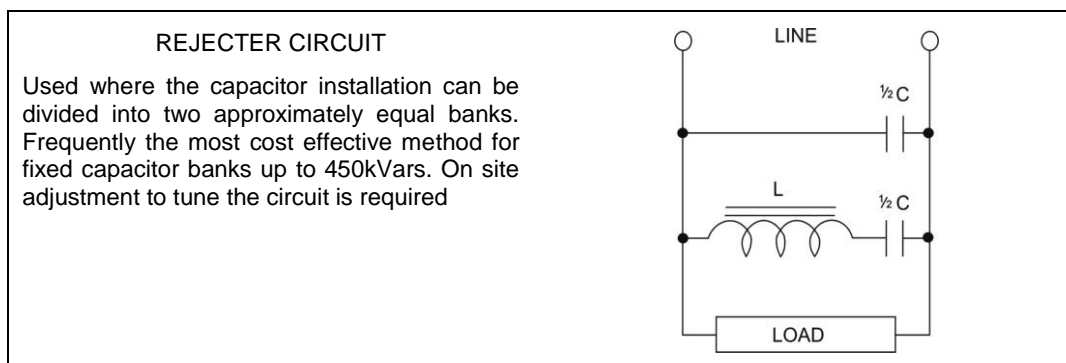 REJECTER CIRCUIT
Used where the capacitor installation can be
divided into two approximately equal banks.
Frequently the most cost effective method for
fixed capacitor banks up to 450kVars. On site
adjustment to tune the circuit is required
LINE
½ C
L
½ C
LOAD